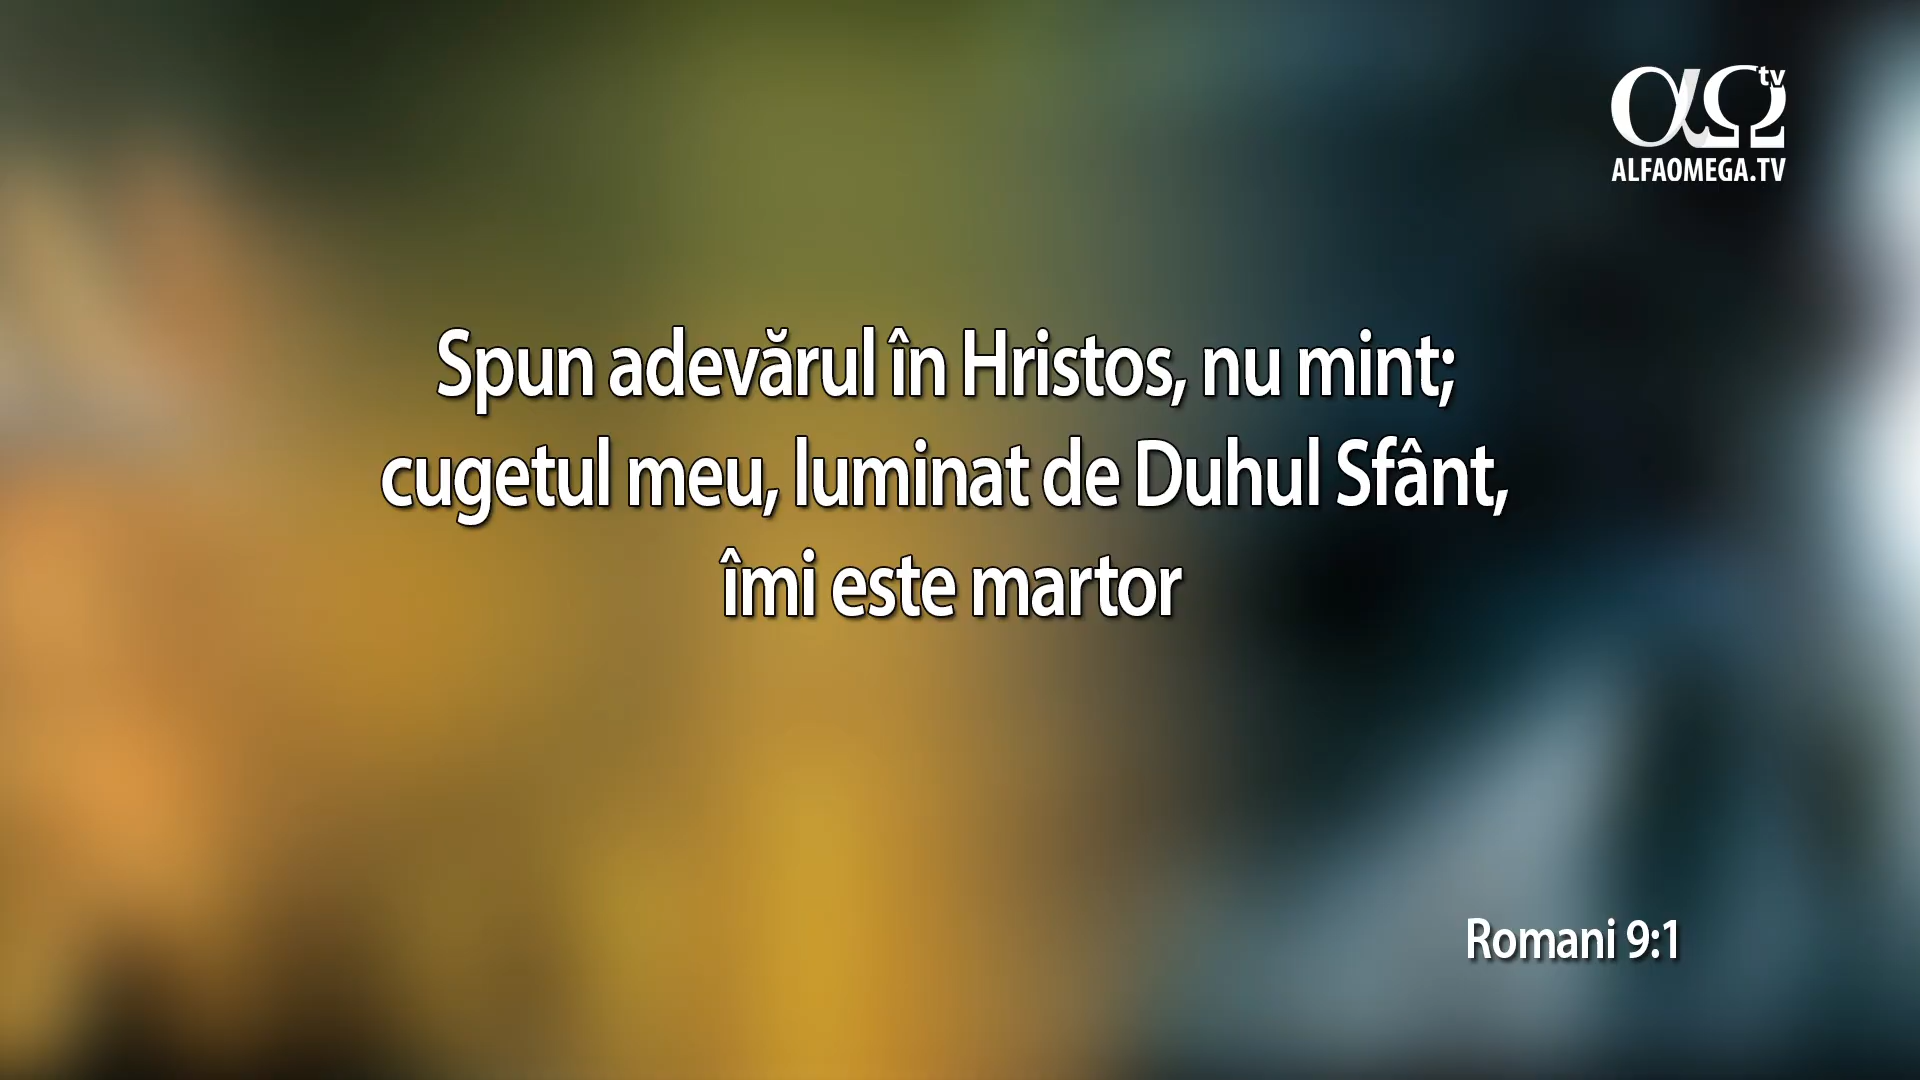 αΩ tv
ALFAOMEGA.TV
Spun adevărul în Hristos, nu mint;
cugetul meu, luminat de Duhul Sfânt,
îmi este martor
Romani 9:1